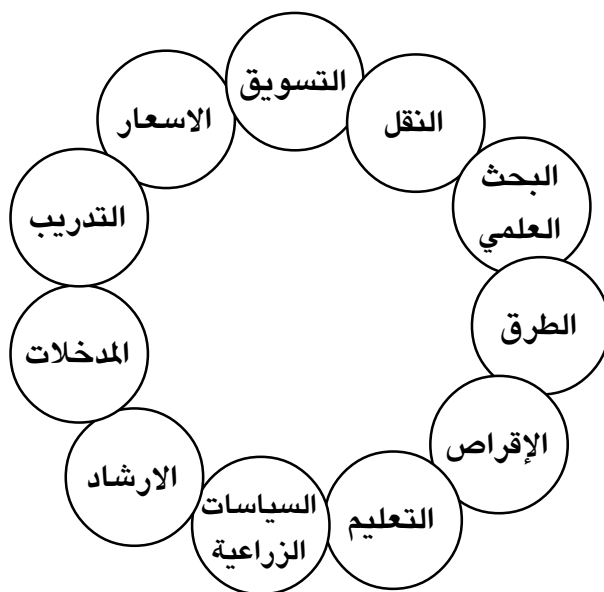 التسويق
النقل
البحث
العلمي
الطرق
الإقراص
التعليم
السياسات
الزراعية
الارشاد
المدخلات
التدريب
الاسعار